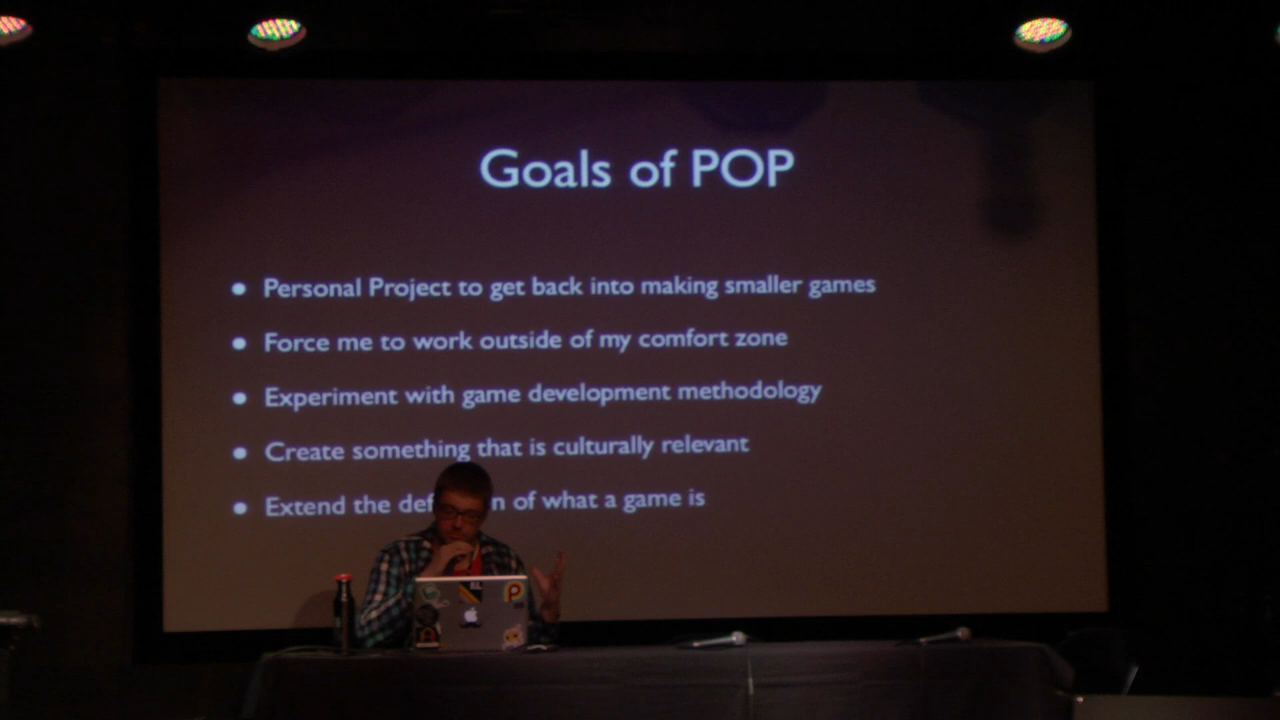 Goals of POP
• Personal Project to get back into making smaller games
• Force me to work outside of my comfort zone
• Experiment with game development methodology
• Create something that is culturally relevant
• Extend the def n of what a game is
P